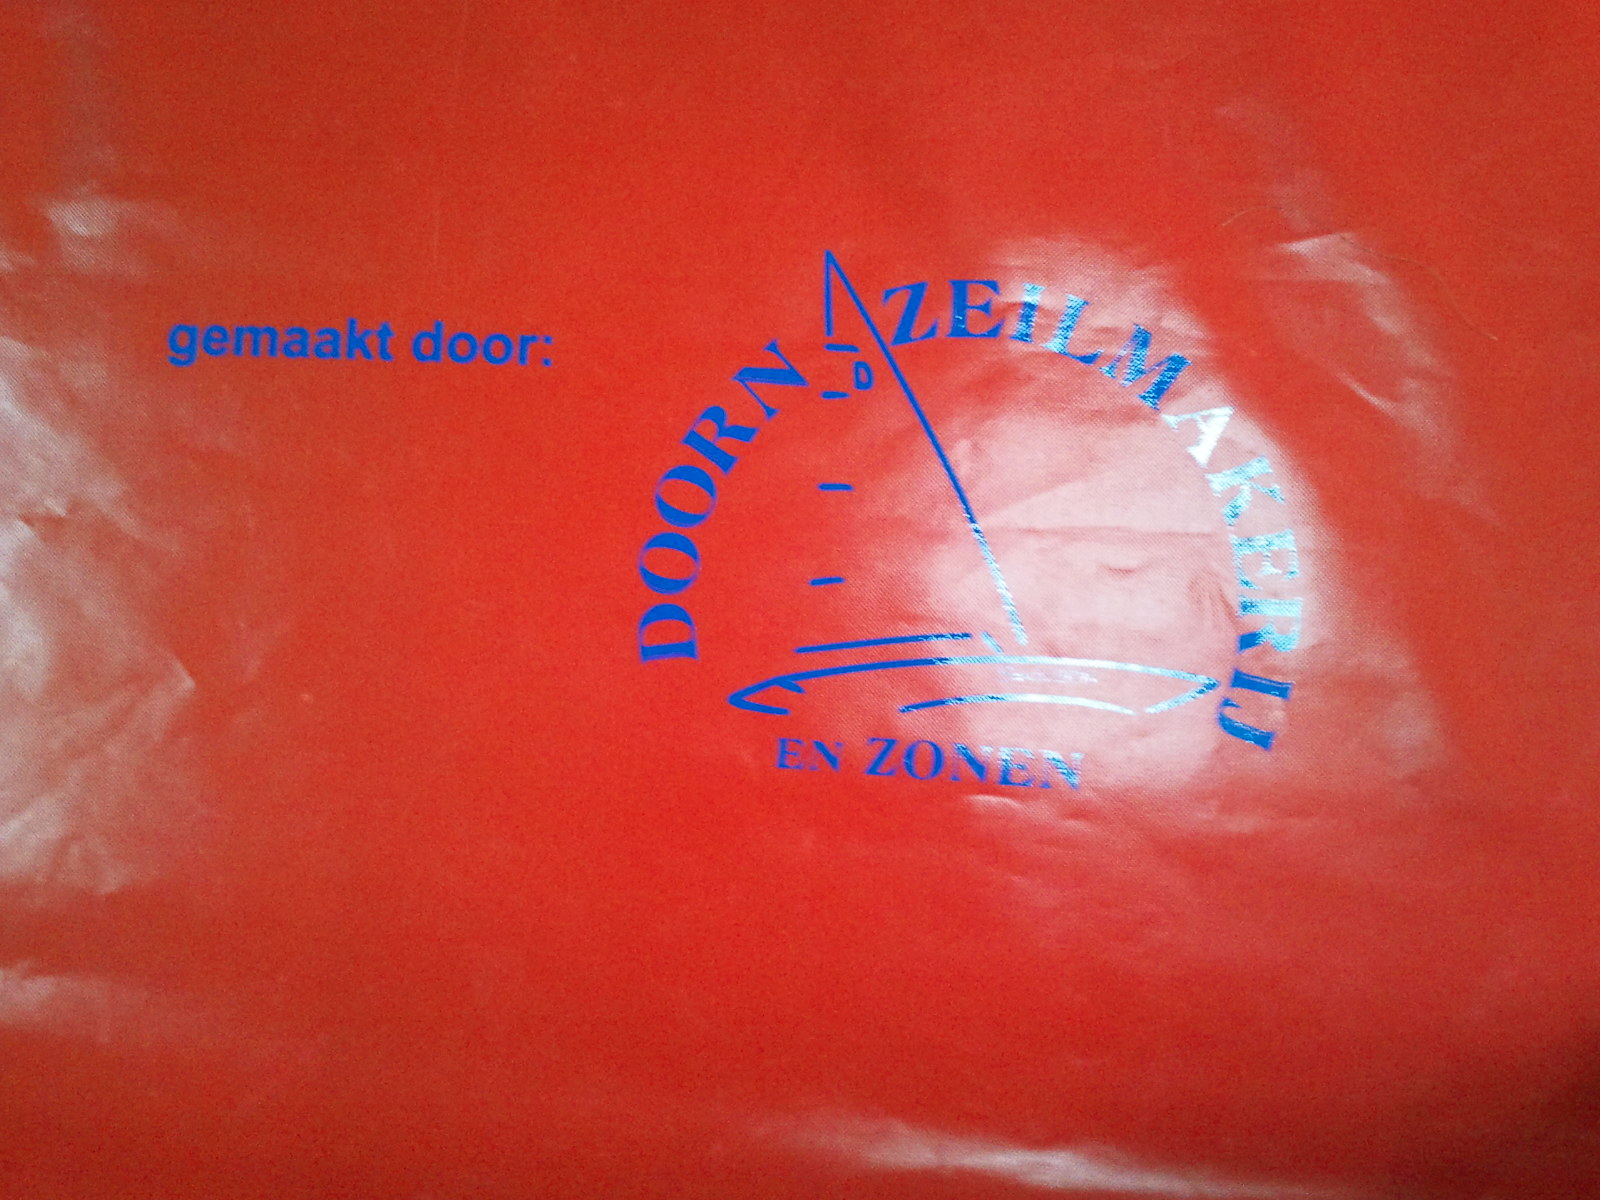 gemaakt door:
DOORN ZEILMAKERIJ
D
EN ZONEN